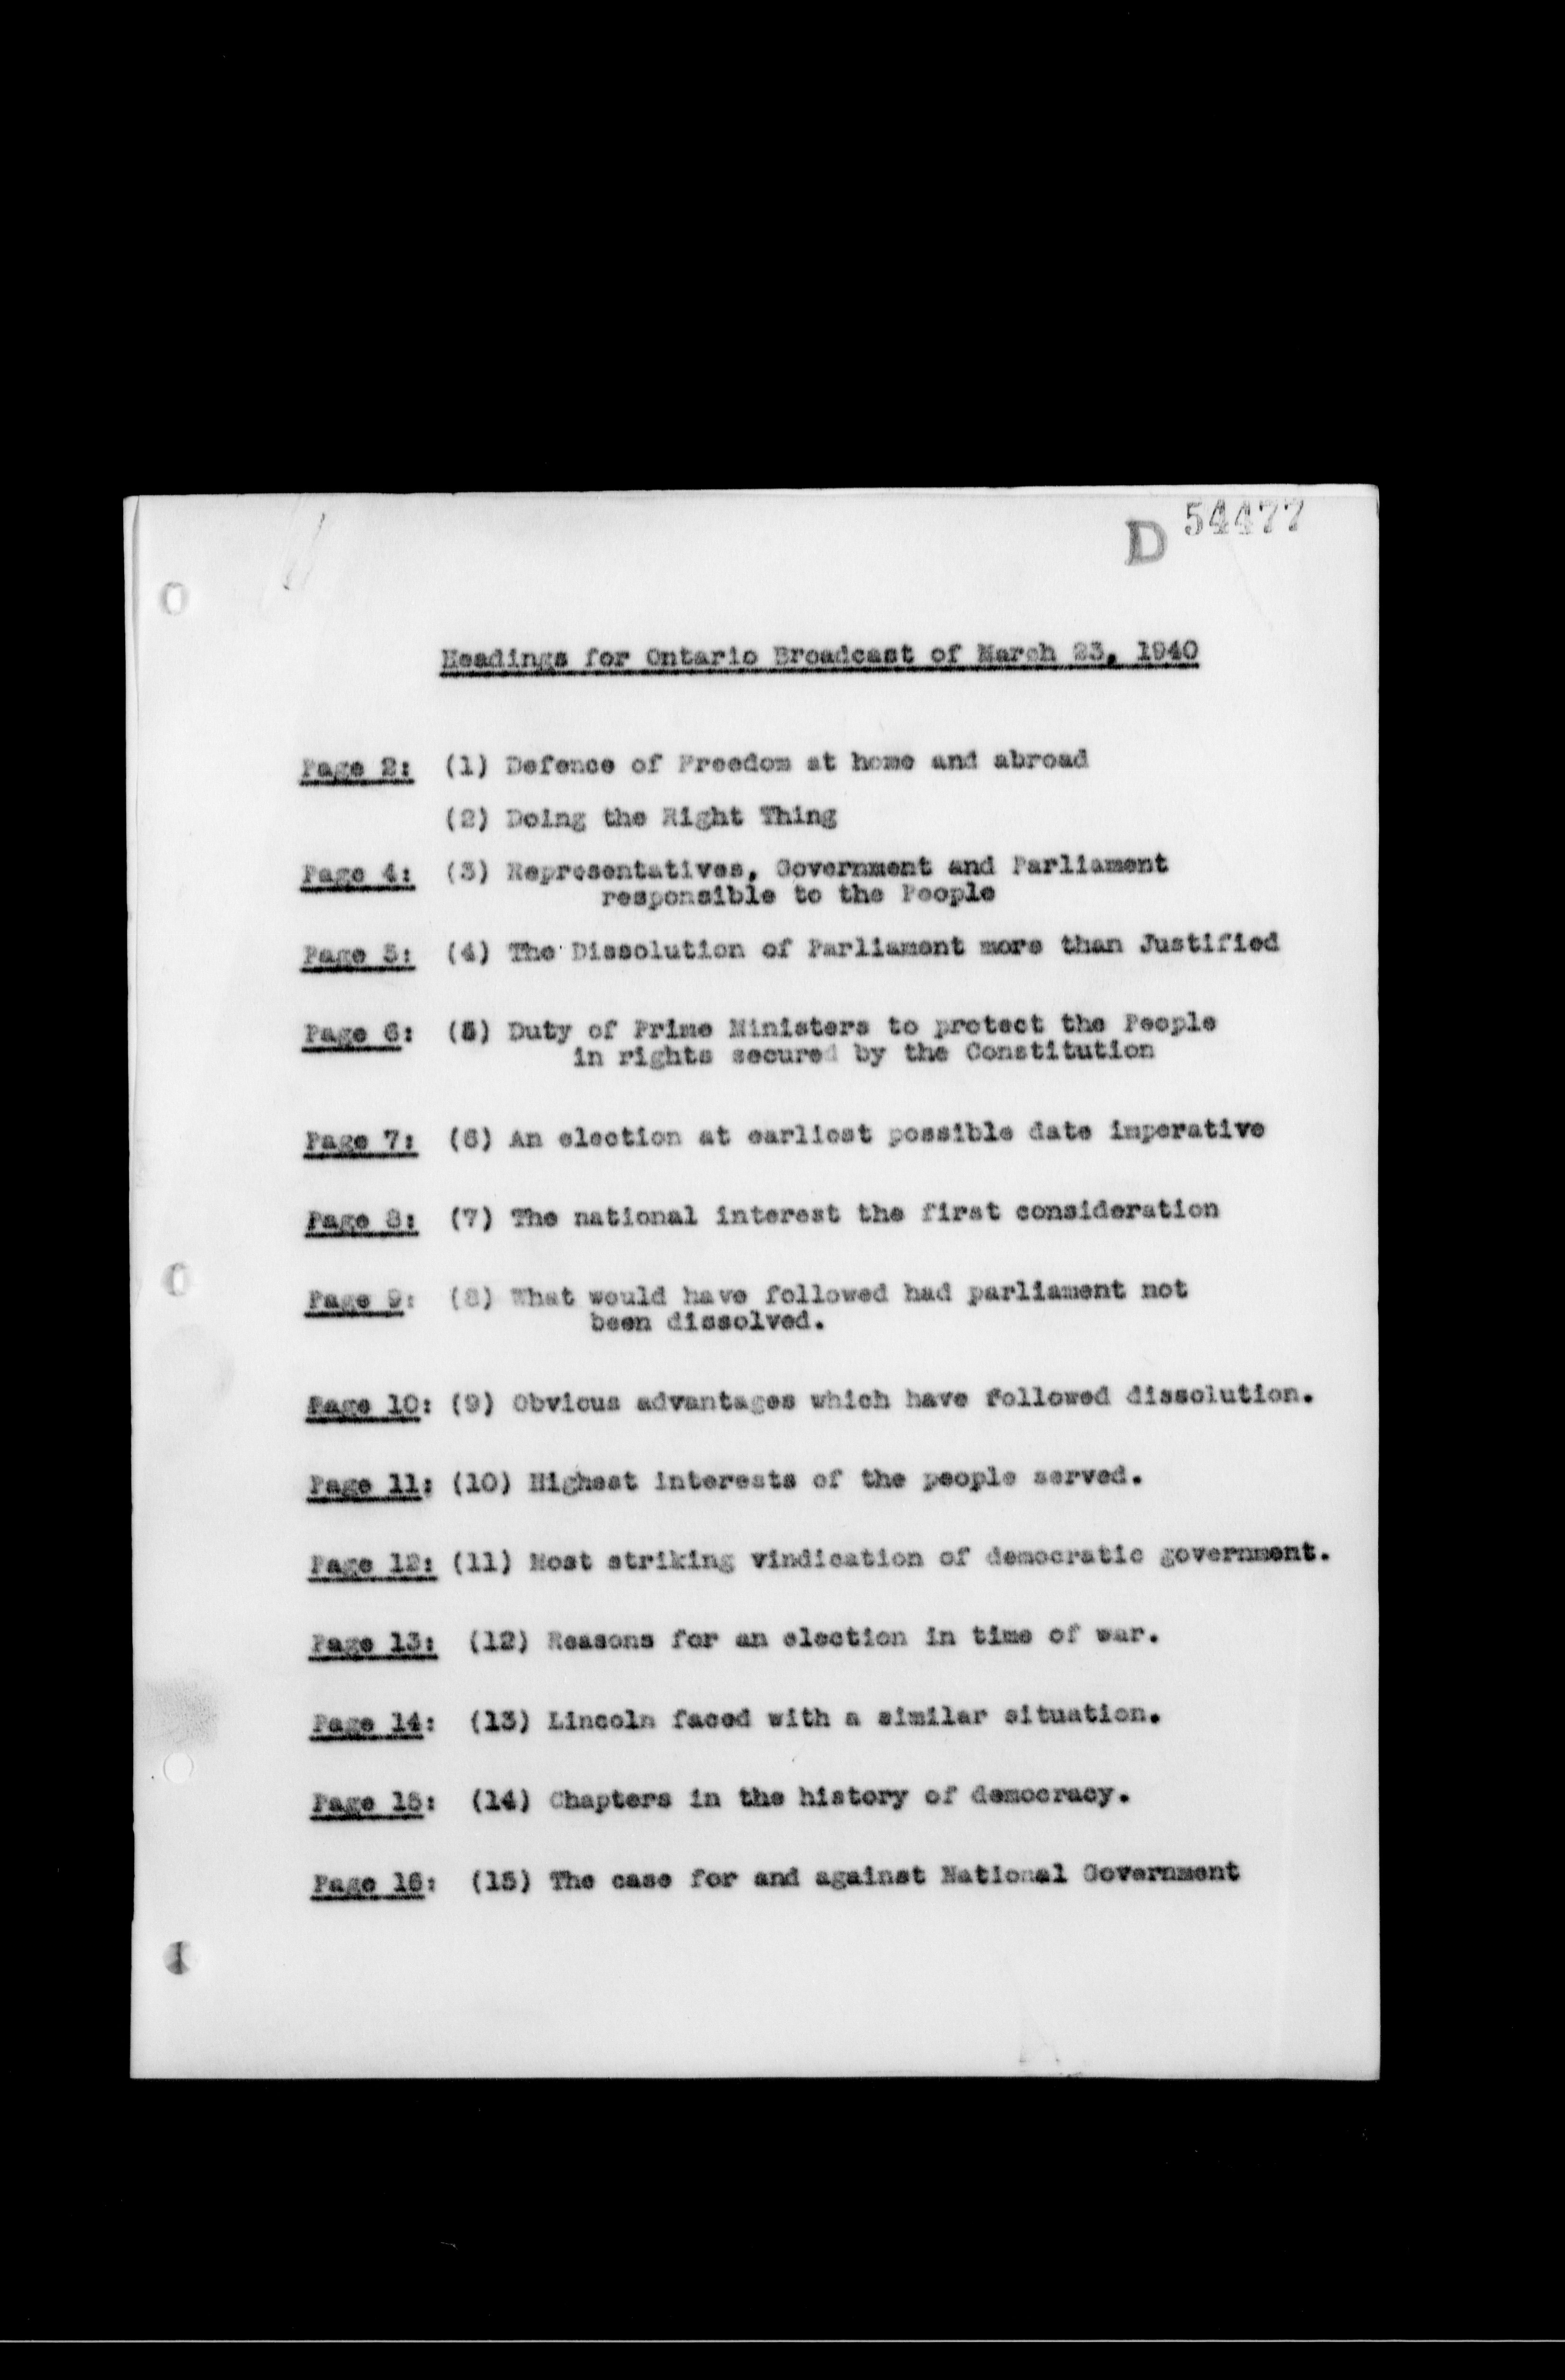 D 54477
Headings for Ontario Broadcast of March 23, 1940
Page 2: (1) Defence of Freedom at home and abroad
(2) Doing the Right Thing
Page 4: (3) Representatives, Government and Parliament
responsible to the People
Page 5: (4) The Dissolution of Parliament more than Justified
Page 6: (5) Duty of Prime Ministers to protect the People
in rights secured by the Constitution
Page 7: (6) An election at earliest possible date imperative
Page 8: (7) The national interest the first consideration
Page 9: (8) What would have followed had parliament not
been dissolved.
Page 10: (9) Obvious advantages which have followed dissolution.
Page 11: (10) Highest interests of the people served.
Page 12: (11) Most striking vindication of democratic government.
Page 13: (12) Reasons for an election in time of war.
Page 14: (13) Lincoln faced with a similar situation.
Page 15: (14) Chapters in the history of democracy.
Page 16: (15) The case for and against National Government